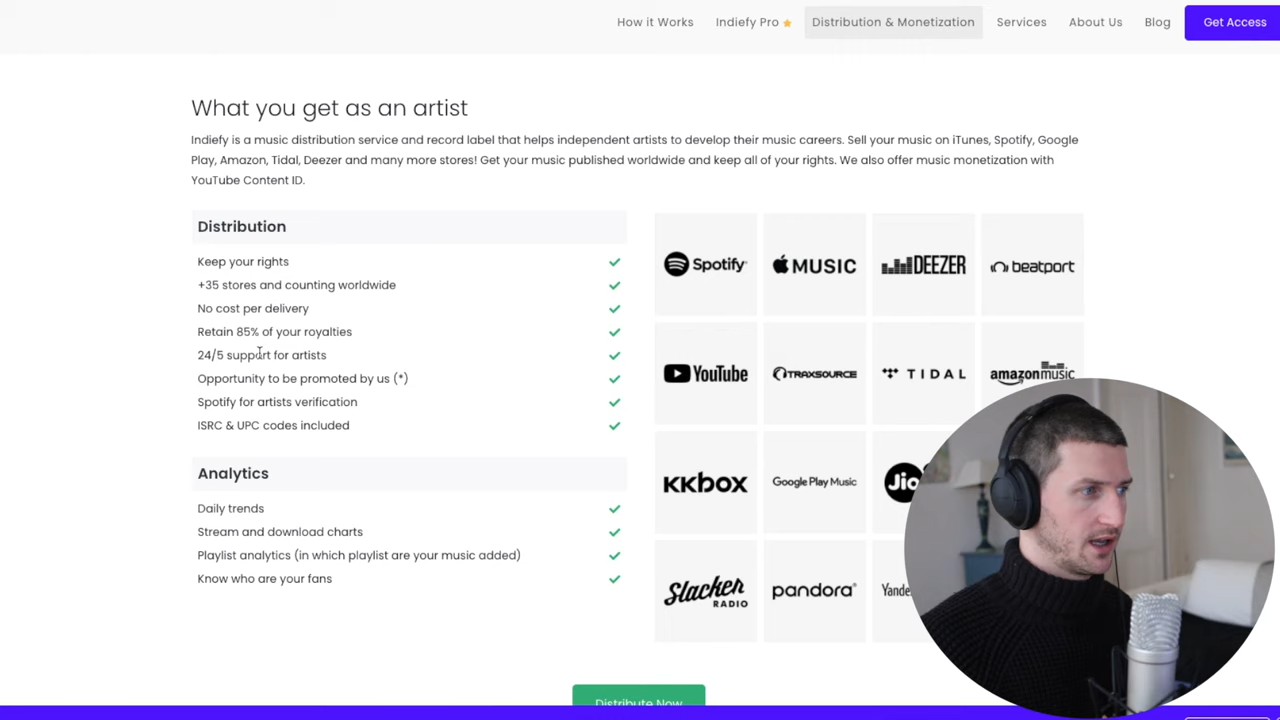 How it Works
Indiefy Pro
Distribution & Monetization
Services
About Us
Blog
Get Access
What you get as an artist
Indiefy is a music distribution service and record label that helps independent artists to develop their music careers. Sell your music on iTunes, Spotify, Google
Play, Amazon, Tidal, Deezer and many more stores! Get your music published worldwide and keep all of your rights. We also offer music monetization with
YouTube Content ID.
Distribution
Keep your rights
+35 stores and counting worldwide
No cost per delivery
Retain 85% of your royalties
24/5 support for artists
Opportunity to be promoted by us (*)
Spotify for artists verification
ISRC & UPC codes included
Analytics
Daily trends
Stream and download charts
Playlist analytics (in which playlist are your music added)
Know who are your fans
Spotify
MUSIC
DEEZER
beatport
YouTube
TRAXSOURCE
TIDAL
amazonmusic
KKBOX
Google Play Music
Jio
Slacker
RADIO
pandora
Yande
Distribute Now